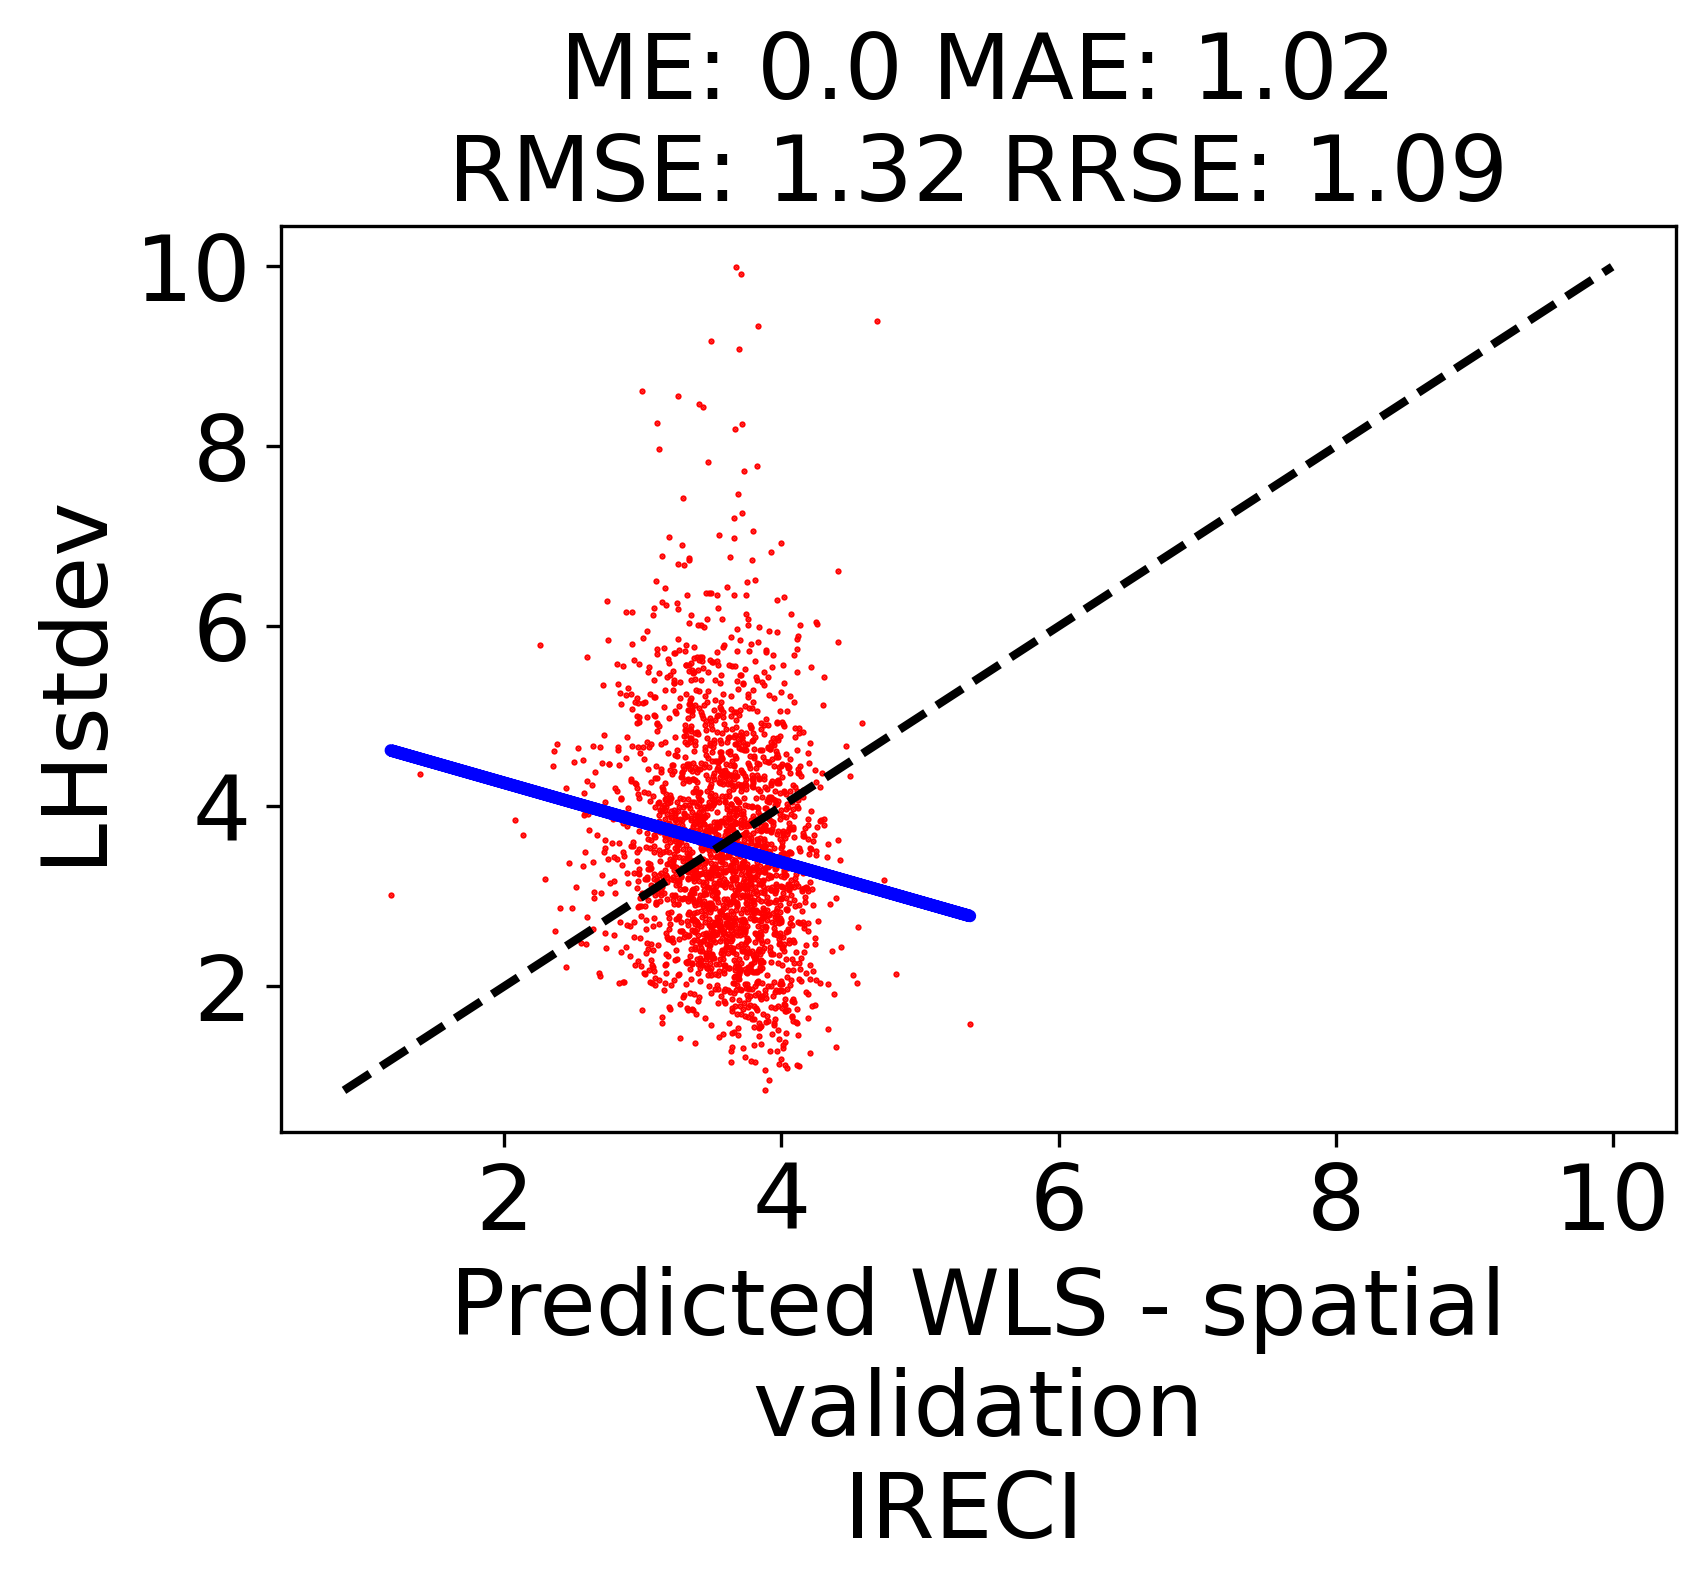 ME: 0.0 MAE: 1.02
RMSE: 1.32 RRSE: 1.09
10
8
6
4
2
LHstdev
2 4 6 8 10
Predicted WLS - spatial
validation
IRECI